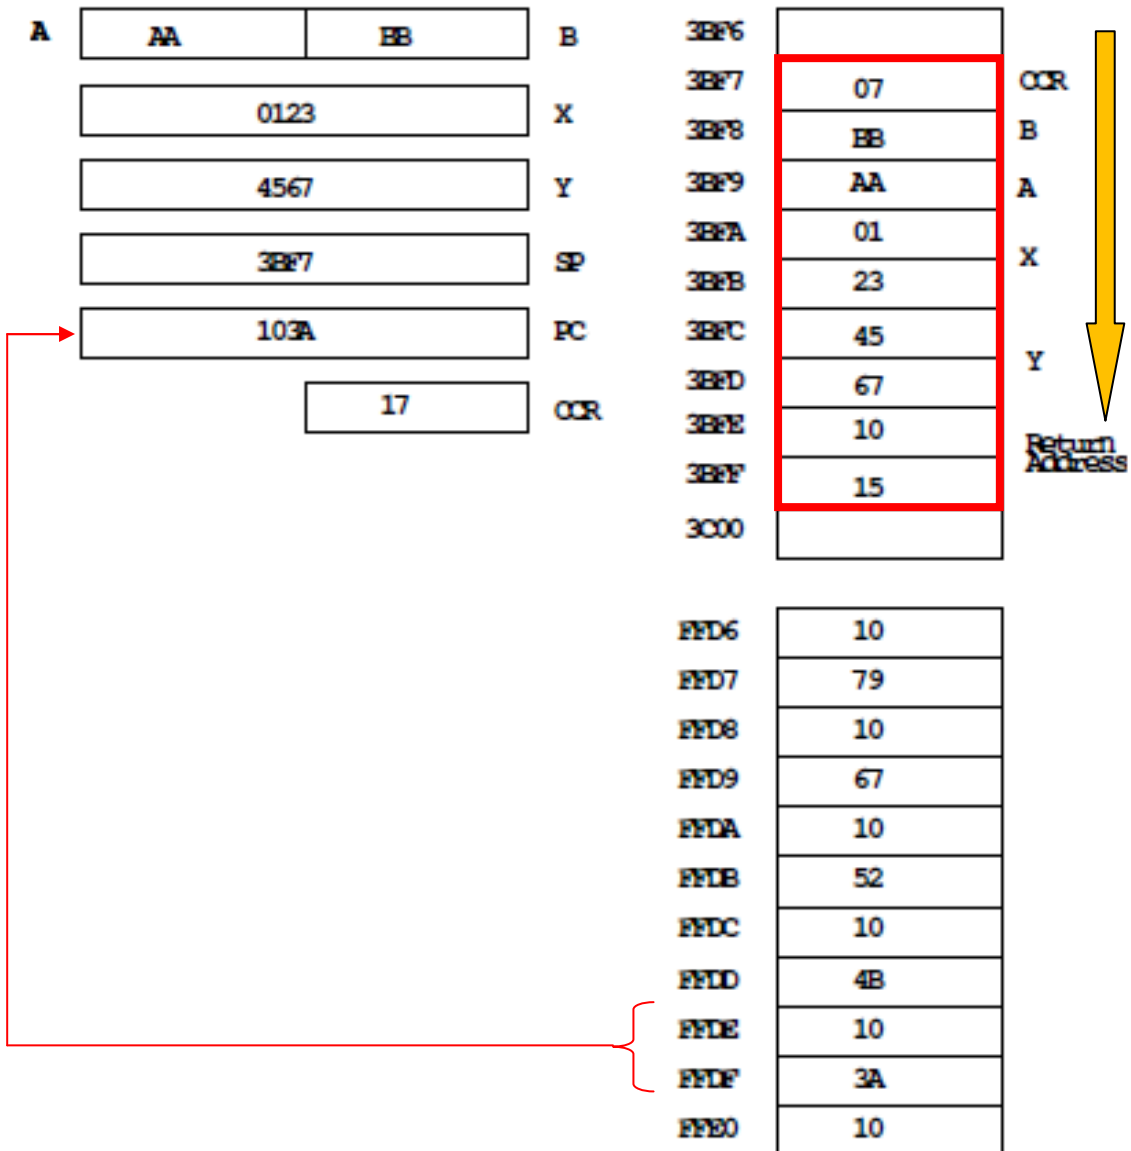 A AA BB B
0123 X
4567 Y
3BF7 SP
103A PC
17 CCR
3BF6
3BF7 07 CCR
3BF8 BB B
3BF9 AA A
3BFA 01
X
3BFB 23
3BFC 45
Y
3BFD 67
3BFE 10
Return
Address
3BFF 15
3C00
FFD6 10
FFD7 79
FFD8 10
FFD9 67
FFDA 10
FFDB 52
FFDC 10
FFDD 4B
FFDE 10
FFDF 3A
FFE0 10